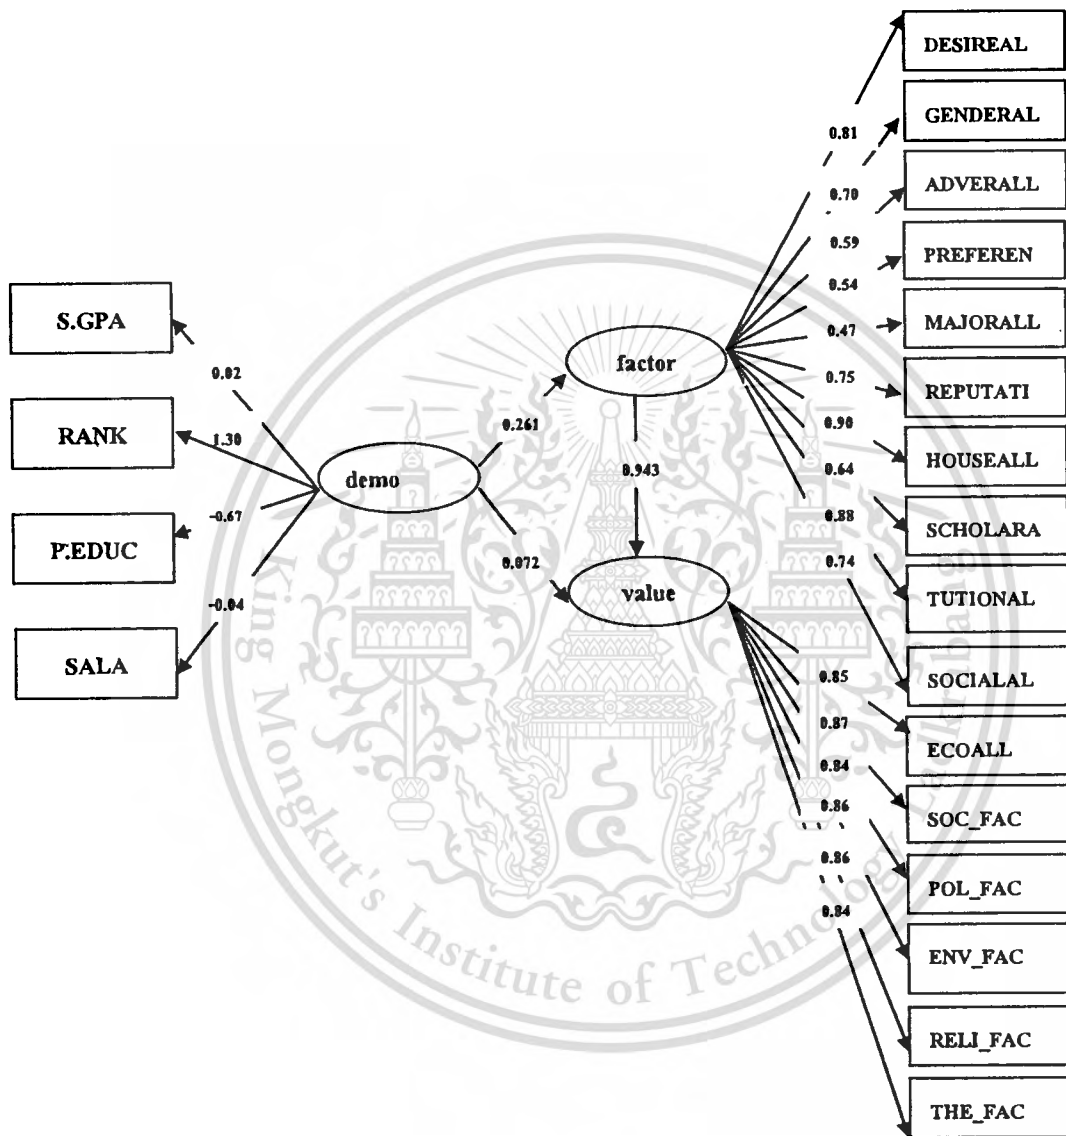 DESIREAL
GENDERAL
ADVERALL
PREFEREN
MAJORALL
REPUTATI
HOUSEALL
SCHOLARA
TUTIONAL
SOCIALAL
ECOALL
SOC_FAC
POL_FAC
ENV_FAC
RELI_FAC
THE_FAC
0.81
0.70
0.59
0.54
0.47
0.75
0.90
0.64
0.88
0.74
0.85
0.87
0.84
0.86
0.86
0.84
factor
0.943
value
0.261
0.072
demo
S.GPA
RANK
P.EDUC
SALA
0.02
1.30
-0.67
-0.04
King Mongkut's Institute of Technology Ladkrabang